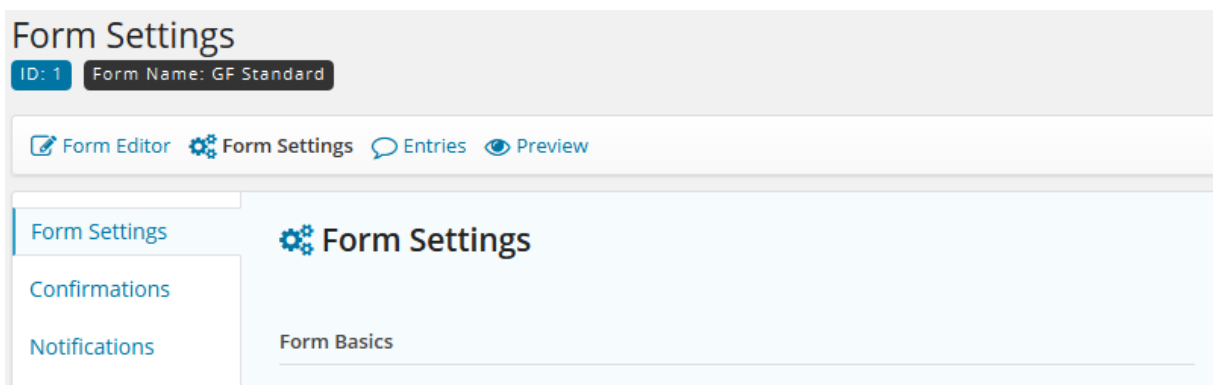 Form Settings
ID: 1 Form Name: GF Standard
Form Editor Form Settings Entries Preview
Form Settings
Confirmations
Notifications
Form Settings
Form Basics